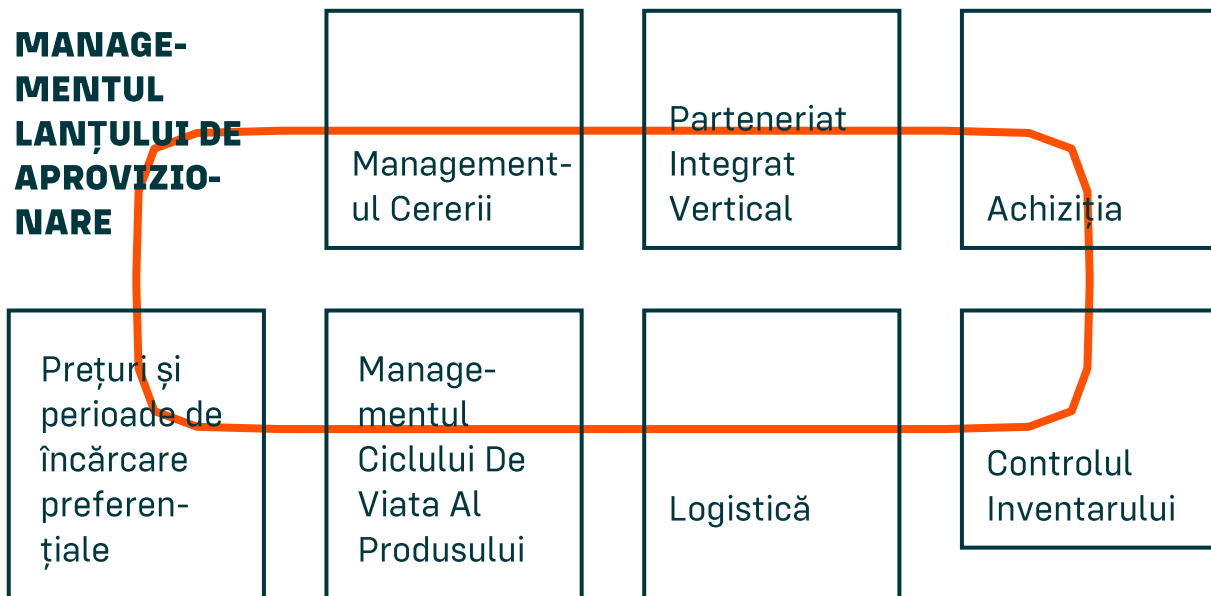 MANAGE-
MENTUL
LANȚULUI DE
APROVIZIO-
NARE
Management-
ul Cererii
Parteneriat
Integrat
Vertical
Achiziția
Prețuri și
perioade de
încărcare
preferen-
țiale
Manage-
mentul
Ciclului De
Viata Al
Produsului
Logistică
Controlul
Inventarului